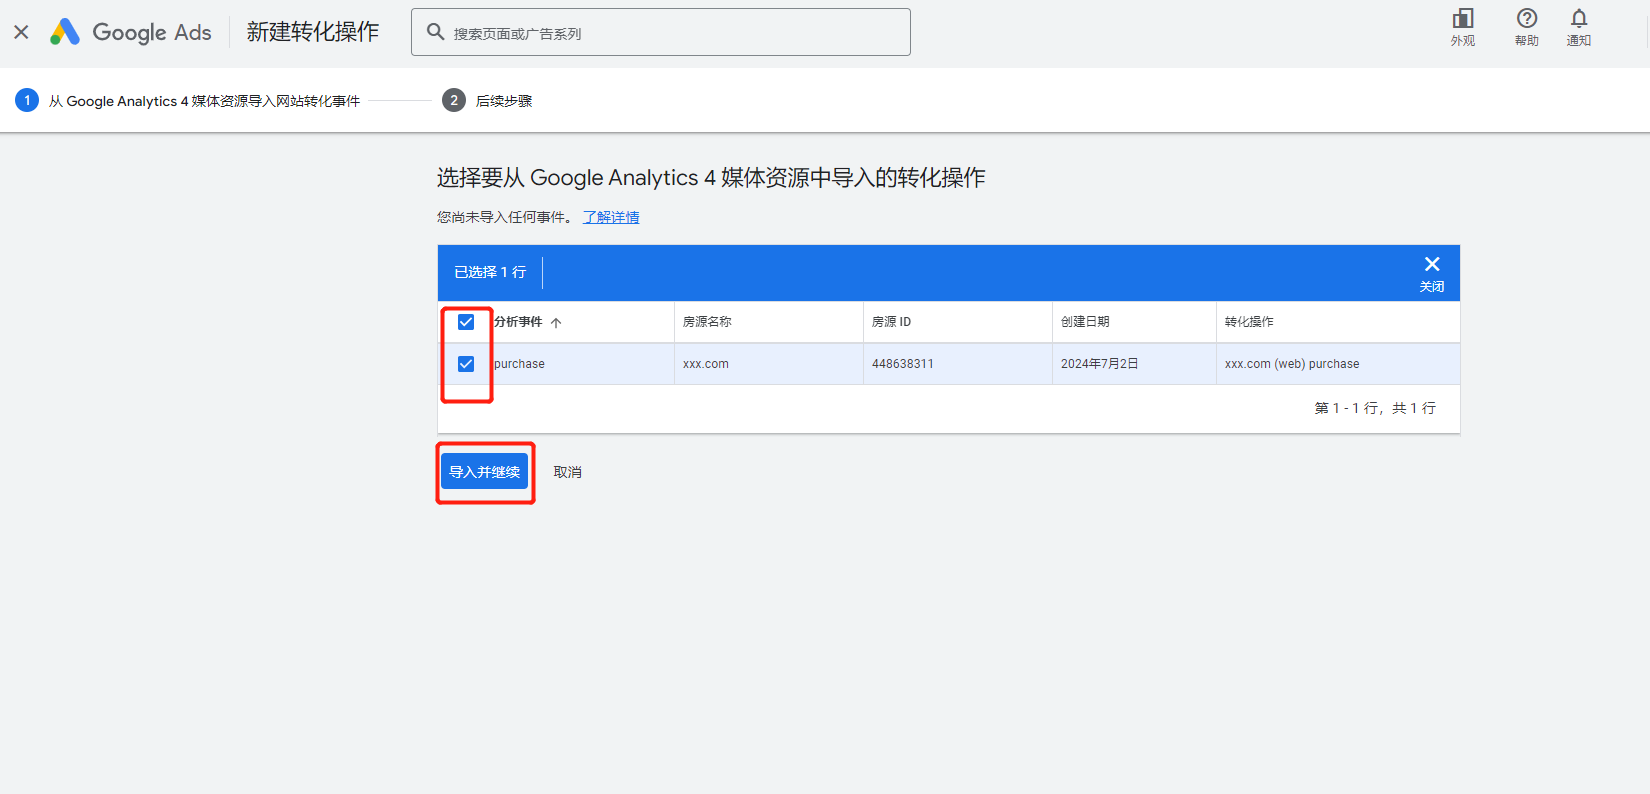 Google Ads 新建转化操作 搜索页面或广告系列 外观 帮助 通知
1 从 Google Analytics 4 媒体资源导入网站转化事件 2 后续步骤
选择要从 Google Analytics 4 媒体资源中导入的转化操作
您尚未导入任何事件。 了解详情
已选择 1 行 关闭
分析事件 房源名称 房源 ID 创建日期 转化操作
purchase xxx.com 448638311 2024年7月2日 xxx.com (web) purchase
第 1 - 1 行，共 1 行
导入并继续 取消